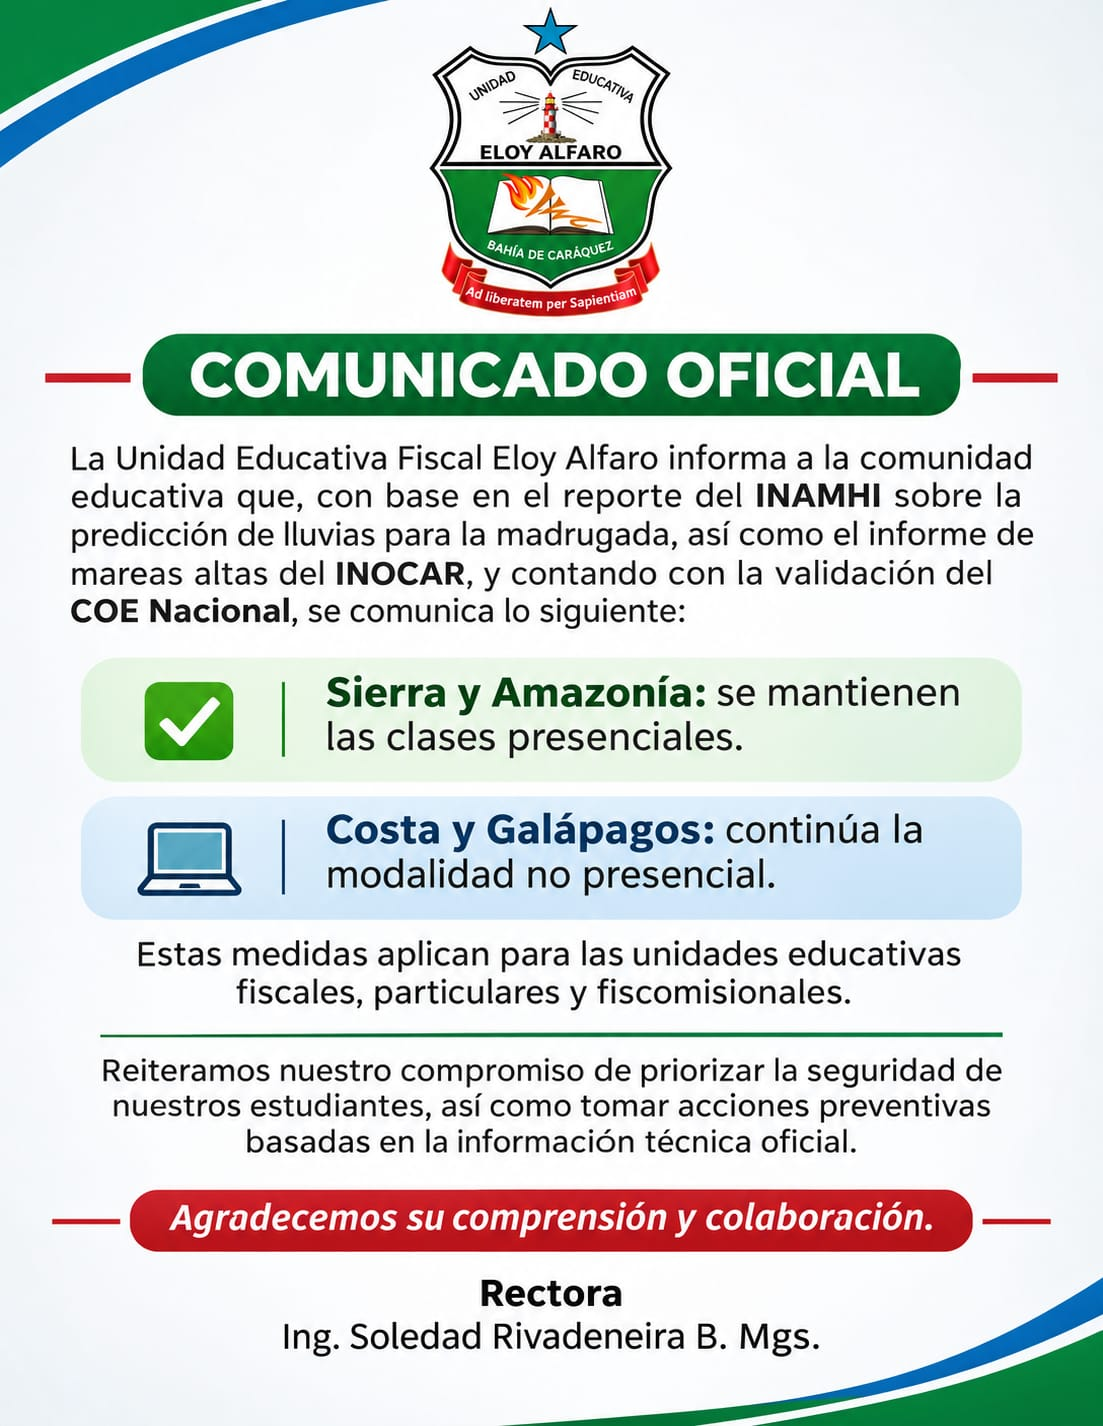 UNIDAD EDUCATIVA
ELOY ALFARO
BAHÍA DE CARÁQUEZ
Ad liberatem per Sapientiam
COMUNICADO OFICIAL
La Unidad Educativa Fiscal Eloy Alfaro informa a la comunidad
educativa que, con base en el reporte del INAMHI sobre la
predicción de lluvias para la madrugada, así como el informe de
mareas altas del INOCAR, y contando con la validación del
COE Nacional, se comunica lo siguiente:
Sierra y Amazonía: se mantienen
las clases presenciales.
Costa y Galápagos: continúa la
modalidad no presencial.
Estas medidas aplican para las unidades educativas
fiscales, particulares y fiscomisionales.
Reiteramos nuestro compromiso de priorizar la seguridad de
nuestros estudiantes, así como tomar acciones preventivas
basadas en la información técnica oficial.
Agradecemos su comprensión y colaboración.
Rectora
Ing. Soledad Rivadeneira B. Mgs.